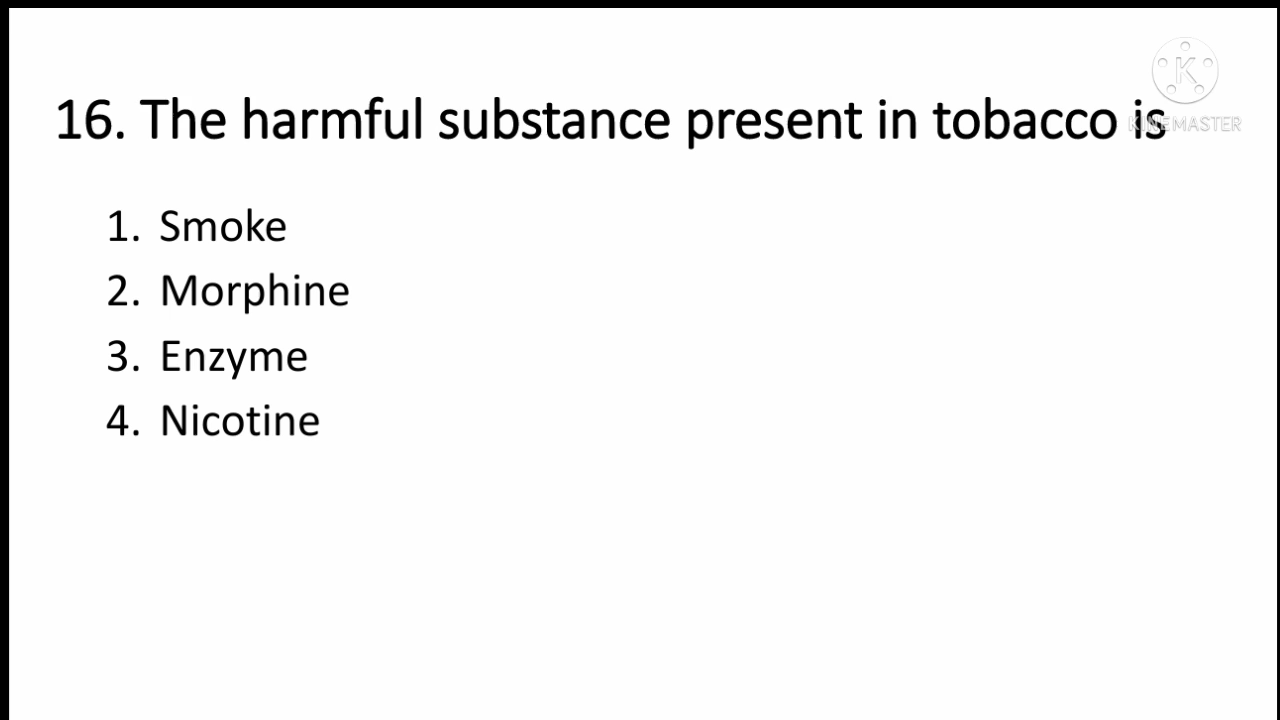 16. The harmful substance present in tobacco is
KINEMASTER
1. Smoke
2. Morphine
3. Enzyme
4. Nicotine